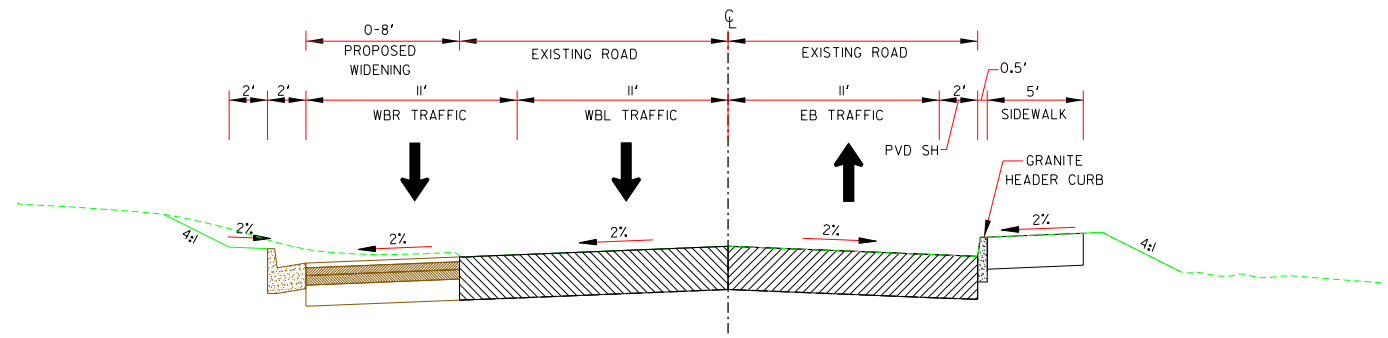 ℄
0-8'
PROPOSED
WIDENING
EXISTING ROAD
EXISTING ROAD
0.5'
2'
2'
11'
11'
11'
2'
5'
WBR TRAFFIC
WBL TRAFFIC
EB TRAFFIC
SIDEWALK
PVD SH
GRANITE
HEADER CURB
4:1
2%
2%
2%
2%
2%
4:1